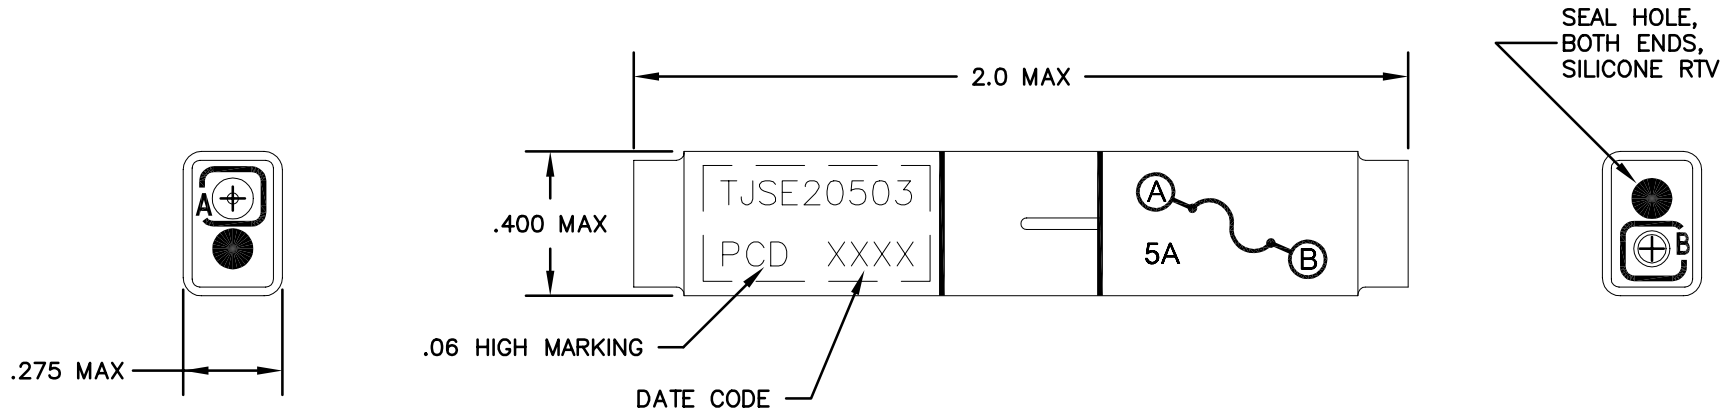 SEAL HOLE,
BOTH ENDS,
SILICONE RTV
2.0 MAX
.400 MAX
TJSE20503
PCD XXXX
A
5A
B
A
B
.06 HIGH MARKING
.275 MAX
DATE CODE